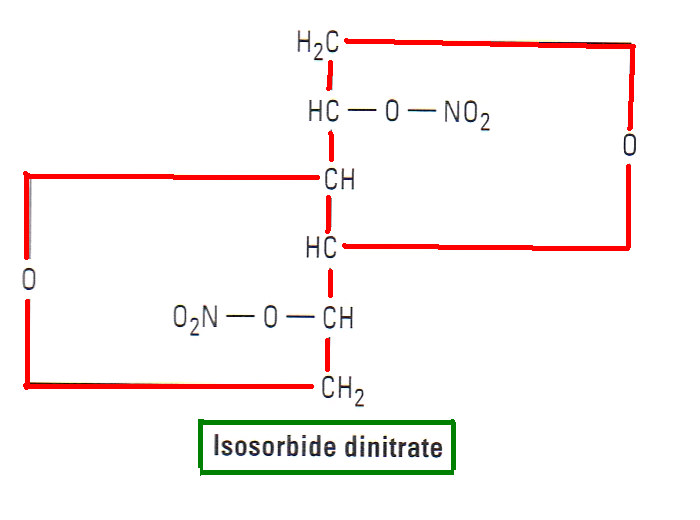 H₂C
HC — O — NO₂
O
CH
HC
O
O₂N — O — CH
CH₂
Isosorbide dinitrate